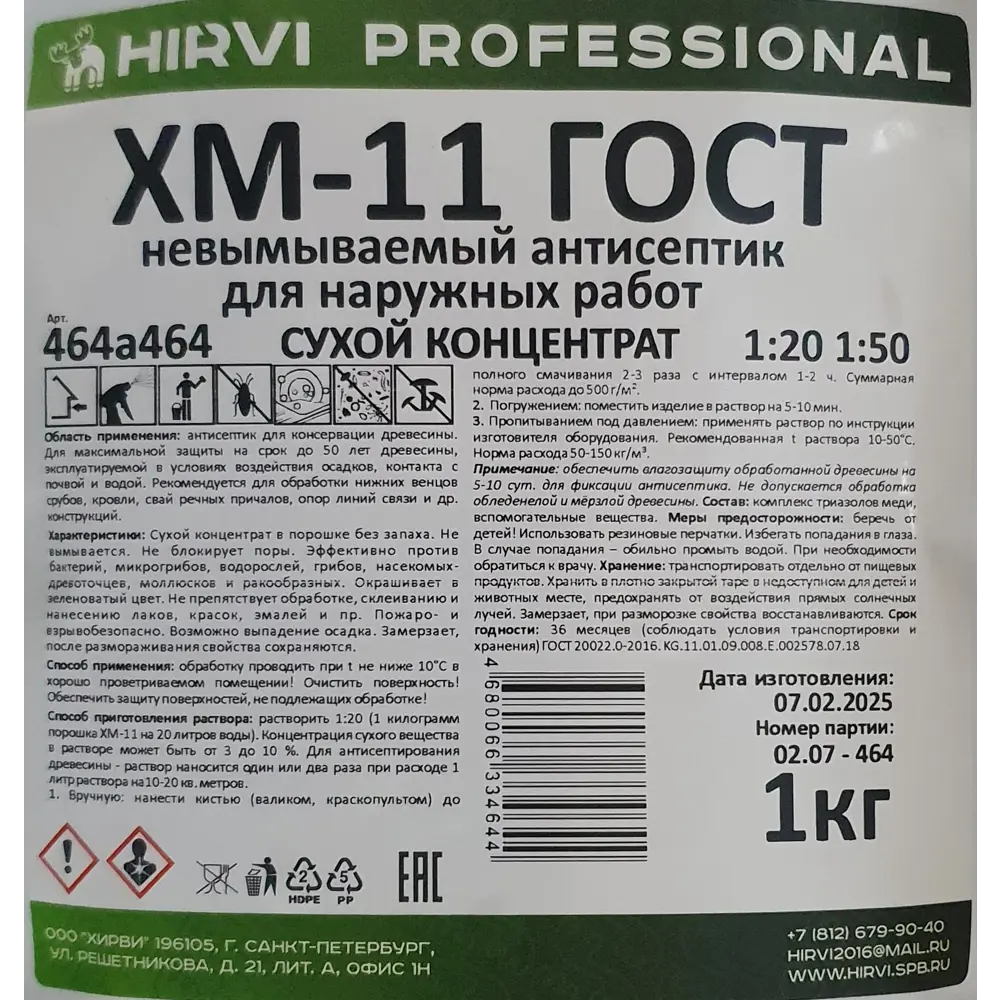 HIRVI PROFESSIONAL
ХМ-11 ГОСТ
невымываемый антисептик
для наружных работ
Арт.
464а464
СУХОЙ КОНЦЕНТРАТ
1:20 1:50
Область применения: антисептик для консервации древесины.
Для максимальной защиты на срок до 50 лет древесины,
эксплуатируемой в условиях воздействия осадков, контакта с
почвой и водой. Рекомендуется для обработки нижних венцов
срубов, кровли, свай речных причалов, опор линий связи и др.
конструкций.
Характеристики: Сухой концентрат в порошке без запаха. Не
вымывается. Не блокирует поры. Эффективно против
бактерий, микрогрибов, водорослей, грибов, насекомых-
древоточцев, моллюсков и ракообразных. Окрашивает в
зеленоватый цвет. Не препятствует обработке, склеиванию и
нанесению лаков, красок, эмалей и пр. Пожаро- и
взрывобезопасно. Возможно выпадение осадка. Замерзает,
после размораживания свойства сохраняются.
Способ применения: обработку проводить при t не ниже 10°С в
хорошо проветриваемом помещении! Очистить поверхность!
Обеспечить защиту поверхностей, не подлежащих обработке!
Способ приготовления раствора: растворить 1:20 (1 килограмм
порошка ХМ-11 на 20 литров воды). Концентрация сухого вещества
в растворе может быть от 3 до 10 %. Для антисептирования
древесины - раствор наносится один или два раза при расходе 1
литр раствора на 10-20 кв. метров.
1. Вручную: нанести кистью (валиком, краскопультом) до
полного смачивания 2-3 раза с интервалом 1-2 ч. Суммарная
норма расхода до 500 г/м².
2. Погружением: поместить изделие в раствор на 5-10 мин.
3. Пропитыванием под давлением: применять раствор по инструкции
изготовителя оборудования. Рекомендованная t раствора 10-50°С.
Норма расхода 50-150 кг/м³.
Примечание: обеспечить влагозащиту обработанной древесины на
5-10 сут. для фиксации антисептика. Не допускается обработка
обледенелой и мёрзлой древесины. Состав: комплекс триазолов меди,
вспомогательные вещества. Меры предосторожности: беречь от
детей! Использовать резиновые перчатки. Избегать попадания в глаза.
В случае попадания – обильно промыть водой. При необходимости
обратиться к врачу. Хранение: транспортировать отдельно от пищевых
продуктов. Хранить в плотно закрытой таре в недоступном для детей и
животных месте, предохранять от воздействия прямых солнечных
лучей. Замерзает, при разморозке свойства восстанавливаются. Срок
годности: 36 месяцев (соблюдать условия транспортировки и
хранения) ГОСТ 20022.0-2016. KG.11.01.09.008.E.002578.07.18
4 680066 334644
Дата изготовления:
07.02.2025
Номер партии:
02.07 - 464
1кг
2
HDPE
5
PP
EAC
ООО "ХИРВИ" 196105, Г. САНКТ-ПЕТЕРБУРГ,
УЛ. РЕШЕТНИКОВА, Д. 21, ЛИТ. А, ОФИС 1Н
+7 (812) 679-90-40
HIRVI2016@MAIL.RU
WWW.HIRVI.SPB.RU